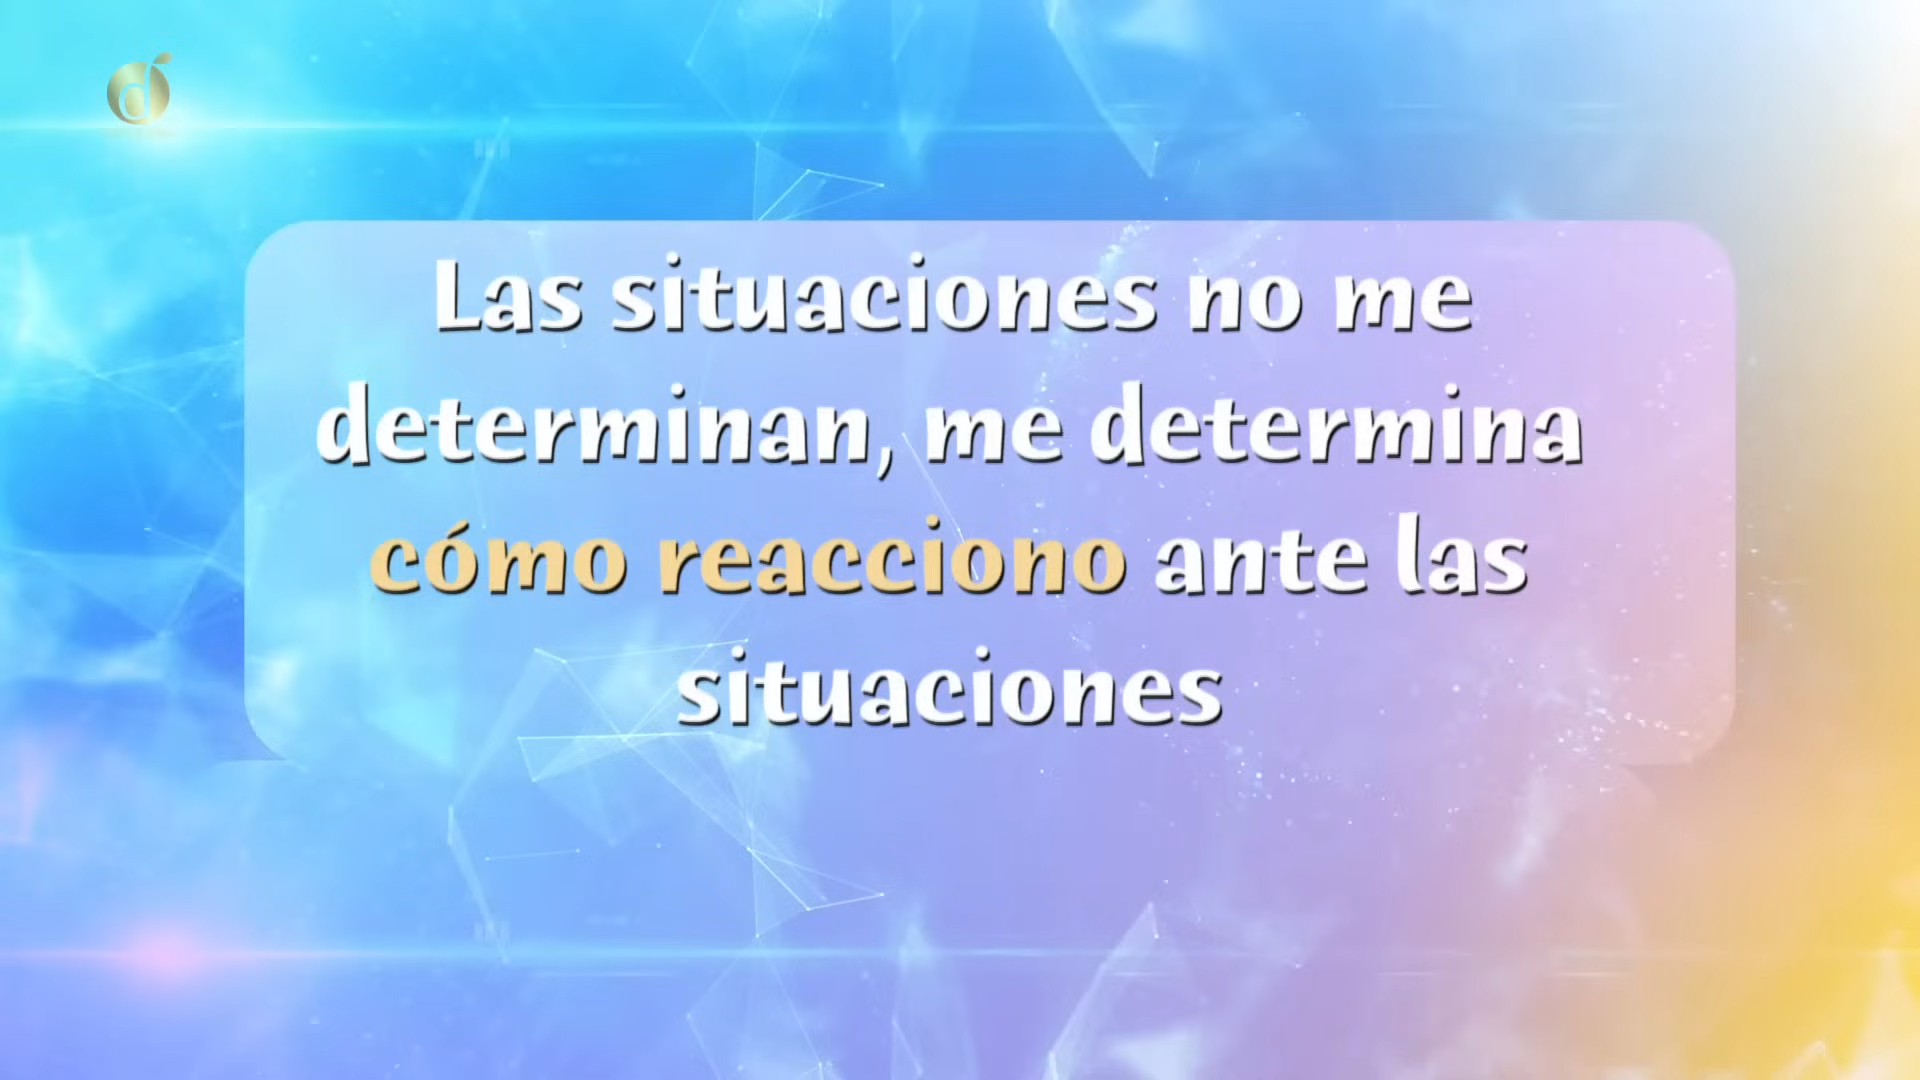 Las situaciones no me
determinan, me determina
cómo reacciono ante las
situaciones